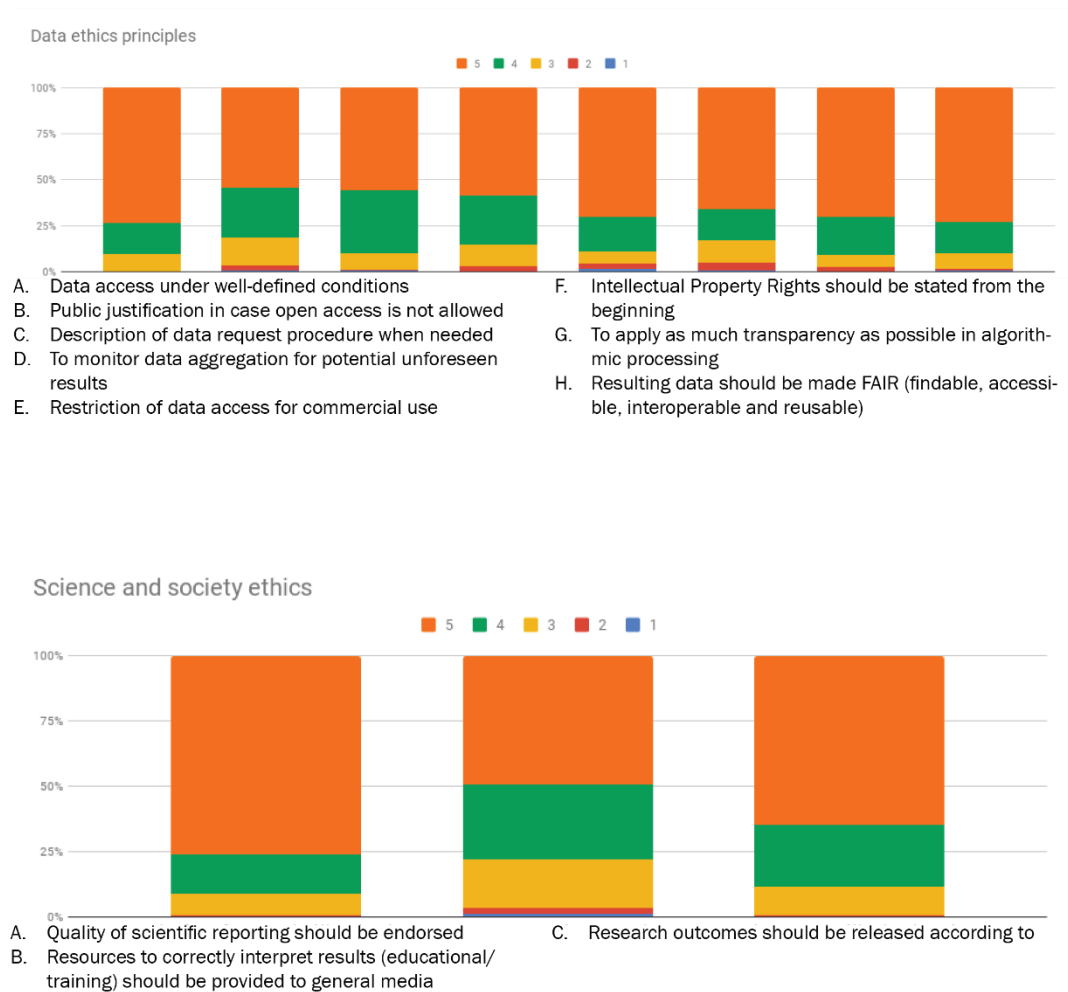 Data ethics principles
5 4 3 2 1
100%
75%
50%
25%
0%
A. Data access under well-defined conditions
B. Public justification in case open access is not allowed
C. Description of data request procedure when needed
D. To monitor data aggregation for potential unforeseen
results
E. Restriction of data access for commercial use
F. Intellectual Property Rights should be stated from the
beginning
G. To apply as much transparency as possible in algorith-
mic processing
H. Resulting data should be made FAIR (findable, accessi-
ble, interoperable and reusable)
Science and society ethics
5 4 3 2 1
100%
75%
50%
25%
0%
A. Quality of scientific reporting should be endorsed
B. Resources to correctly interpret results (educational/
training) should be provided to general media
C. Research outcomes should be released according to